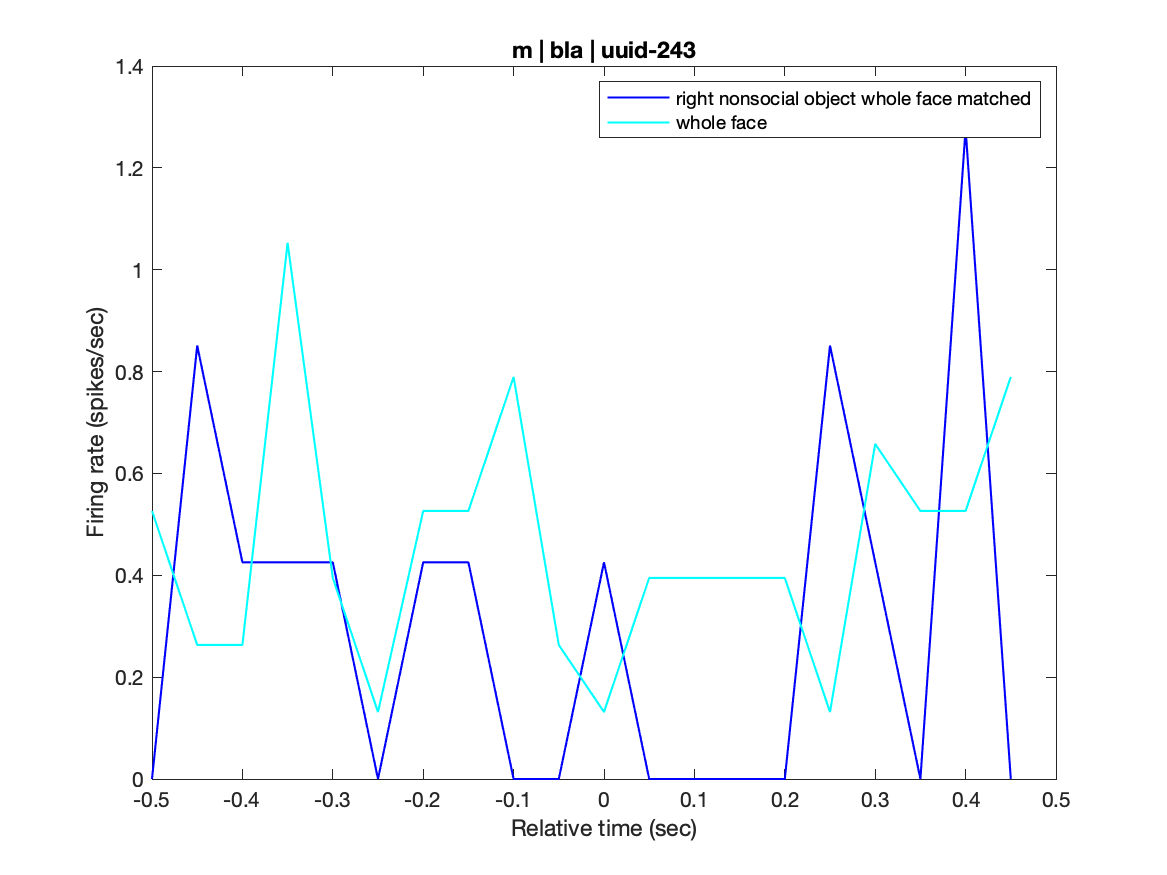 m | bla | uuid-243
right nonsocial object whole face matched
whole face
Firing rate (spikes/sec)
1.4
1.2
1
0.8
0.6
0.4
0.2
0
-0.5 -0.4 -0.3 -0.2 -0.1 0 0.1 0.2 0.3 0.4 0.5
Relative time (sec)